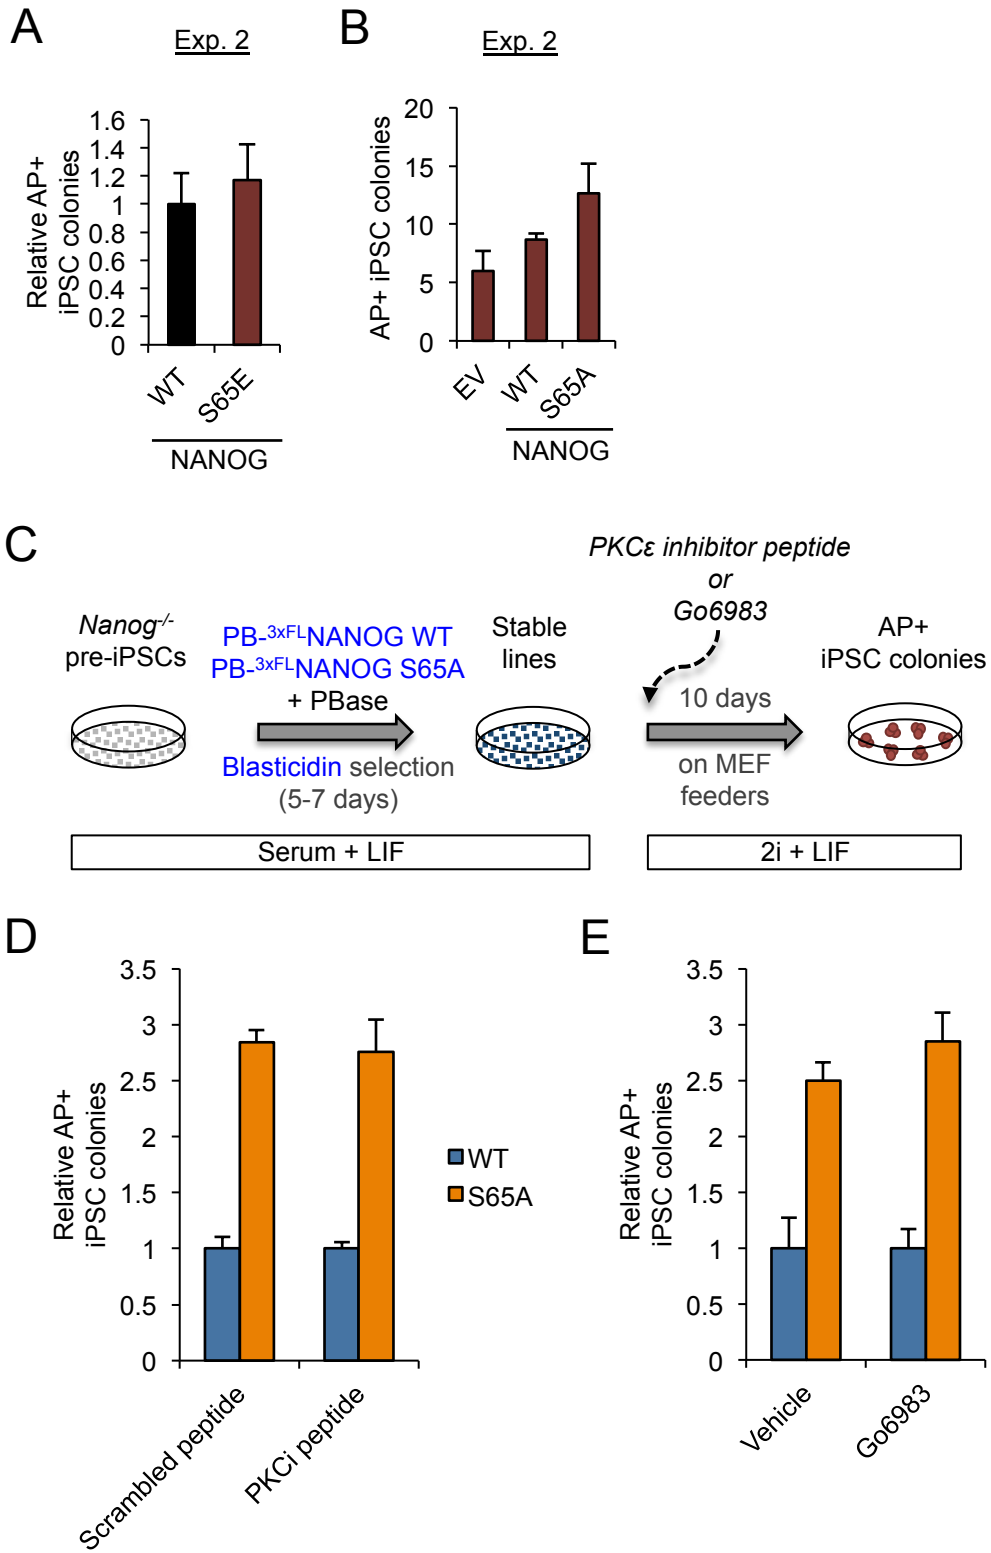 A
Exp. 2
Relative AP+
iPSC colonies
1.6
1.4
1.2
1
0.8
0.6
0.4
0.2
0
WT
S65E
NANOG
B
Exp. 2
AP+ iPSC colonies
20
15
10
5
0
EV
WT
S65A
NANOG
C
Nanog-/-
pre-iPSCs
PB-3xFLNANOG WT
PB-3xFLNANOG S65A
+ PBase
Blasticidin selection
(5-7 days)
Stable
lines
PKCε inhibitor peptide
or
Go6983
10 days
on MEF
feeders
AP+
iPSC colonies
Serum + LIF
2i + LIF
D
Relative AP+
iPSC colonies
3.5
3
2.5
2
1.5
1
0.5
0
Scrambled peptide
PKCi peptide
WT
S65A
E
Relative AP+
iPSC colonies
3.5
3
2.5
2
1.5
1
0.5
0
Vehicle
Go6983